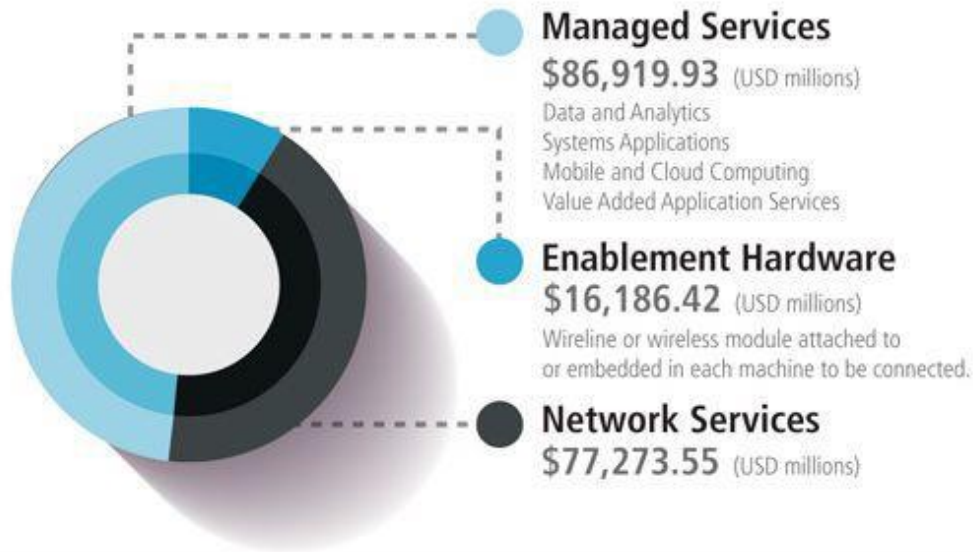 Managed Services
$86,919.93 (USD millions)
Data and Analytics
Systems Applications
Mobile and Cloud Computing
Value Added Application Services
Enablement Hardware
$16,186.42 (USD millions)
Wireline or wireless module attached to
or embedded in each machine to be connected.
Network Services
$77,273.55 (USD millions)